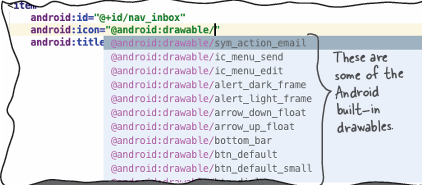 <item
android:id="@+id/nav_inbox"
android:icon="@android:drawable/
android:title
@android:drawable/sym_action_email
@android:drawable/ic_menu_send
@android:drawable/ic_menu_edit
@android:drawable/alert_dark_frame
@android:drawable/alert_light_frame
@android:drawable/arrow_down_float
@android:drawable/arrow_up_float
@android:drawable/bottom_bar
@android:drawable/btn_default
@android:drawable/btn_default_small
These are
some of the
Android
built-in
drawables.